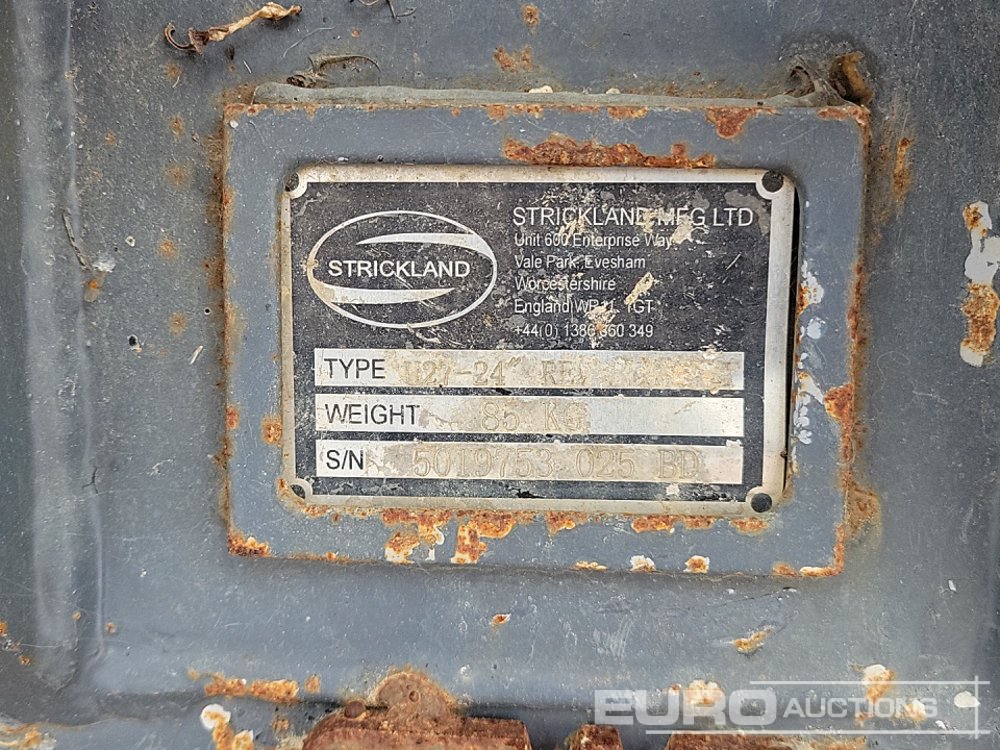 STRICKLAND
STRICKLAND MFG LTD
Unit 600 Enterprise Way
Vale Park, Evesham
Worcestershire
England WR11 1GT
+44(0) 1386 360 349
TYPE
WEIGHT 85 KG
S/N 5019753 025 BD
EURO AUCTIONS